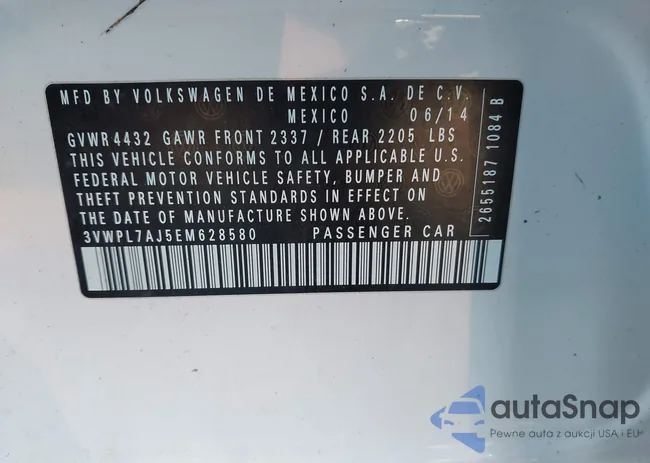 MFD BY VOLKSWAGEN DE MEXICO S.A. DE C.V.
MEXICO 06/14
GVWR 4432 GAWR FRONT 2337 / REAR 2205 LBS
THIS VEHICLE CONFORMS TO ALL APPLICABLE U.S.
FEDERAL MOTOR VEHICLE SAFETY, BUMPER AND
THEFT PREVENTION STANDARDS IN EFFECT ON
THE DATE OF MANUFACTURE SHOWN ABOVE.
3VWPL7AJ5EM628580 PASSENGER CAR
2655187 1084 B
autaSnap
Pewne auta z aukcji USA i EU